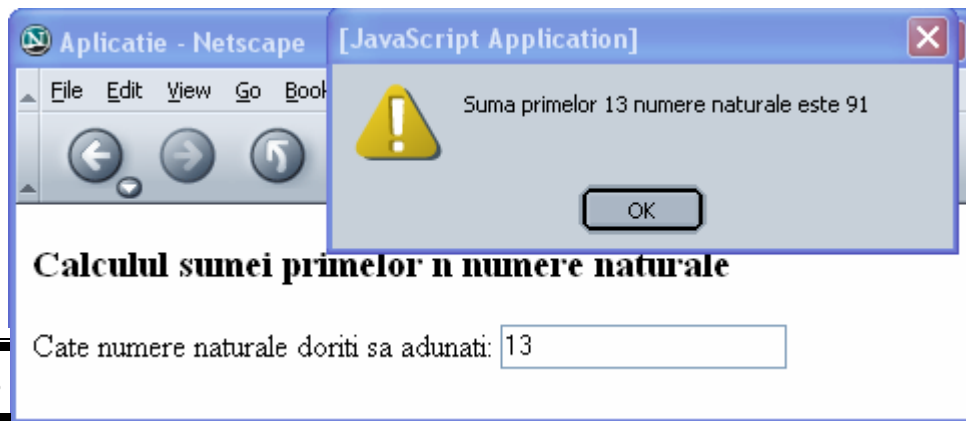 Aplicatie - Netscape
[JavaScript Application]
File Edit View Go
Suma primelor 13 numere naturale este 91
OK
Calculul sumei primelor n numere naturale
Cate numere naturale doriti sa adunati: 13